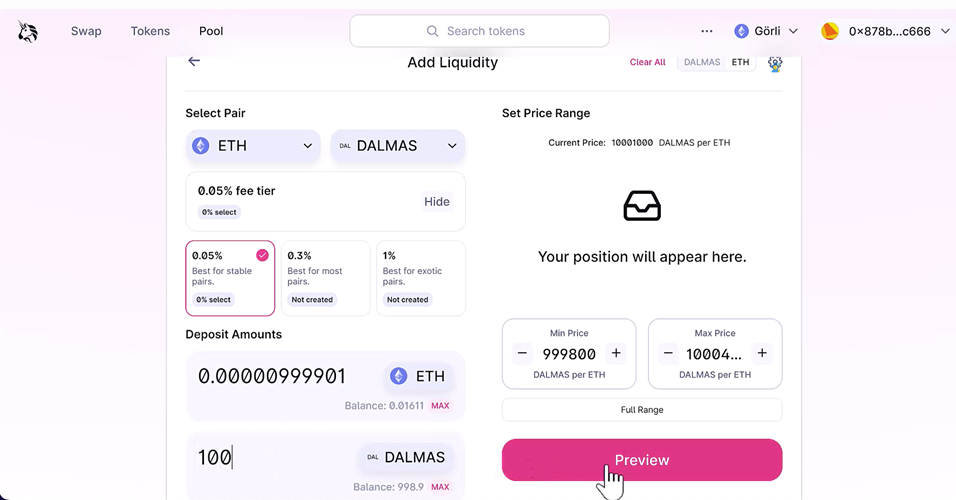 Swap Tokens Pool Search tokens ... Görli 0x878b...c666
Add Liquidity Clear All DALMAS ETH
Select Pair
ETH DAL DALMAS
0.05% fee tier
0% select
Hide
0.05%
Best for stable
pairs.
0% select
0.3%
Best for most
pairs.
Not created
1%
Best for exotic
pairs.
Not created
Deposit Amounts
0.00000999901 ETH
Balance: 0.01611 MAX
100 DAL DALMAS
Balance: 998.9 MAX
Set Price Range
Current Price: 10001000 DALMAS per ETH
Your position will appear here.
Min Price
− 999800 +
DALMAS per ETH
Max Price
− 10004... +
DALMAS per ETH
Full Range
Preview